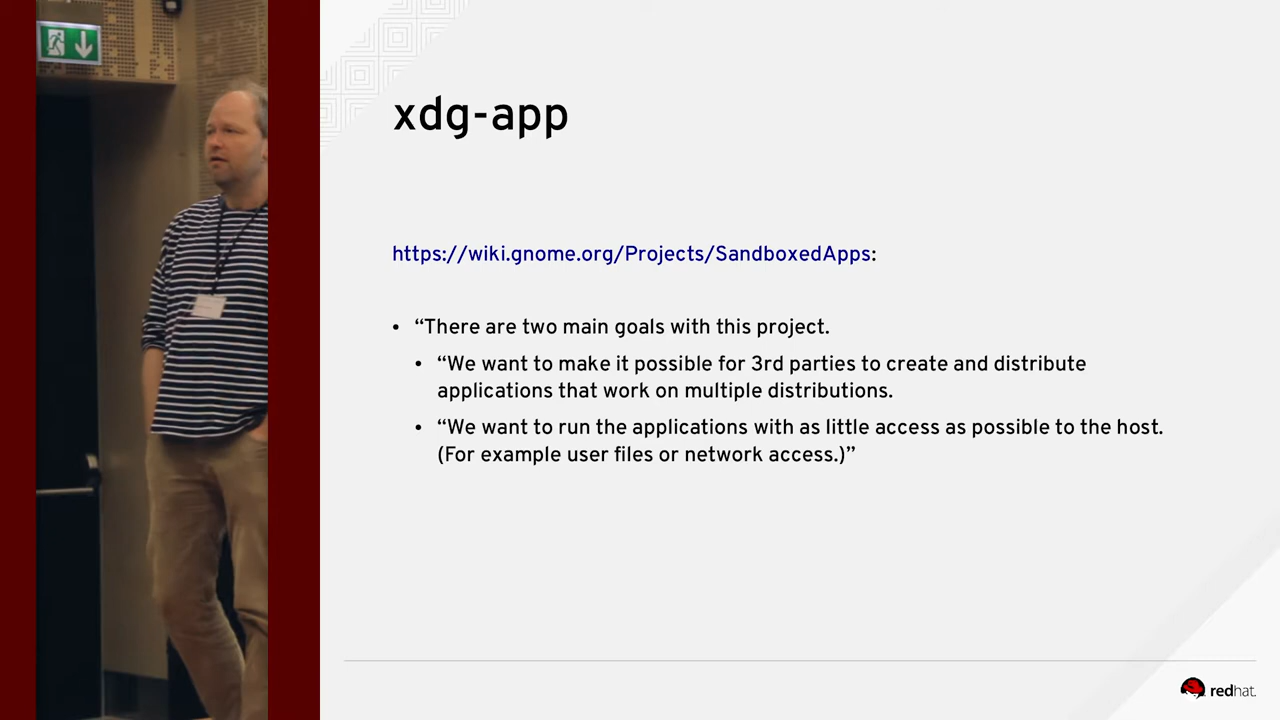 xdg-app
https://wiki.gnome.org/Projects/SandboxedApps:
• “There are two main goals with this project.
• “We want to make it possible for 3rd parties to create and distribute
applications that work on multiple distributions.
• “We want to run the applications with as little access as possible to the host.
(For example user files or network access.)”
redhat.